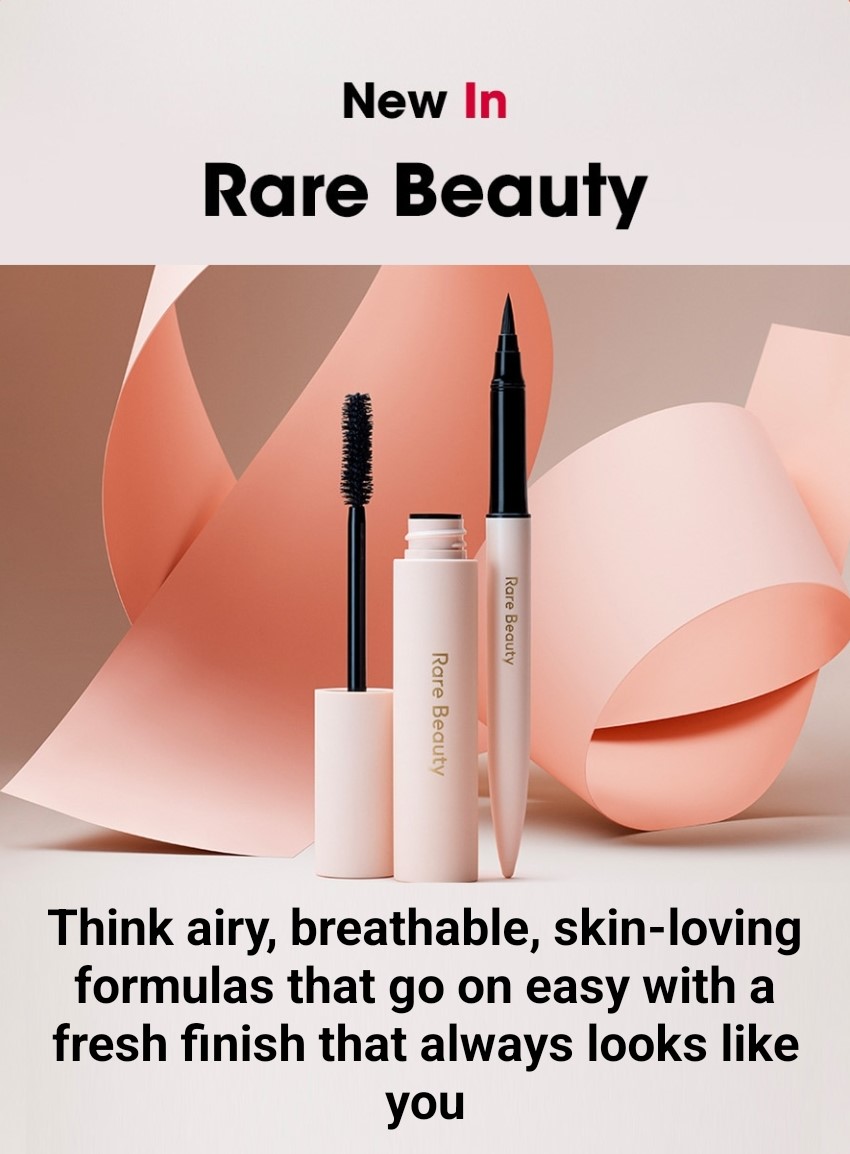 New In
Rare Beauty
Rare Beauty
Rare Beauty
Think airy, breathable, skin-loving
formulas that go on easy with a
fresh finish that always looks like
you